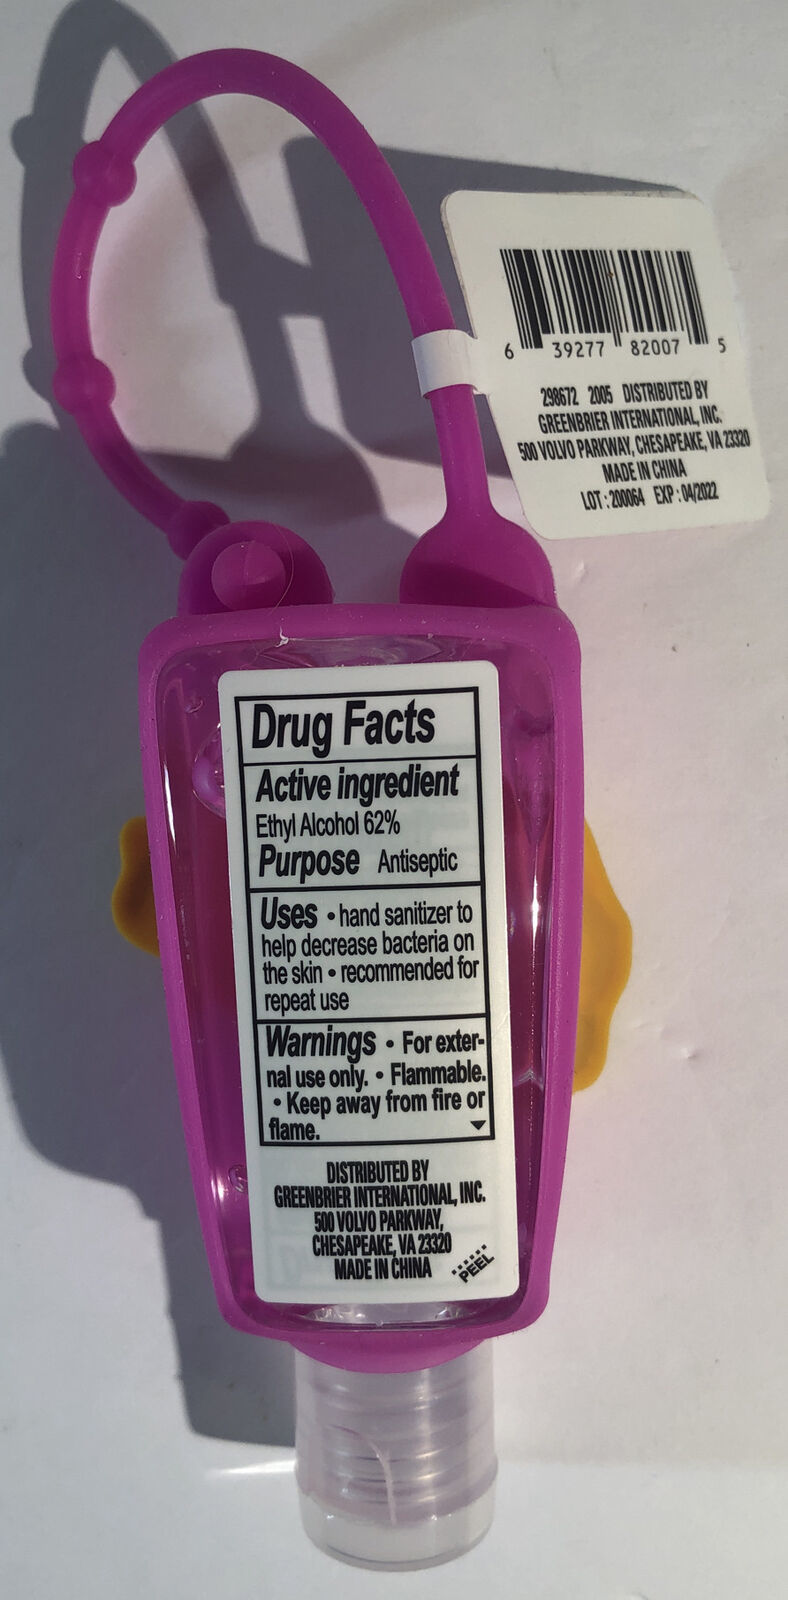 6 39277 82007 5
298672 2005 DISTRIBUTED BY
GREENBRIER INTERNATIONAL, INC.
500 VOLVO PARKWAY, CHESAPEAKE, VA 23320
MADE IN CHINA
LOT : 200064 EXP : 04/2022
Drug Facts
Active ingredient
Ethyl Alcohol 62%
Purpose Antiseptic
Uses • hand sanitizer to
help decrease bacteria on
the skin • recommended for
repeat use
Warnings • For exter-
nal use only. • Flammable.
• Keep away from fire or
flame.
DISTRIBUTED BY
GREENBRIER INTERNATIONAL, INC.
500 VOLVO PARKWAY,
CHESAPEAKE, VA 23320
MADE IN CHINA
PEEL